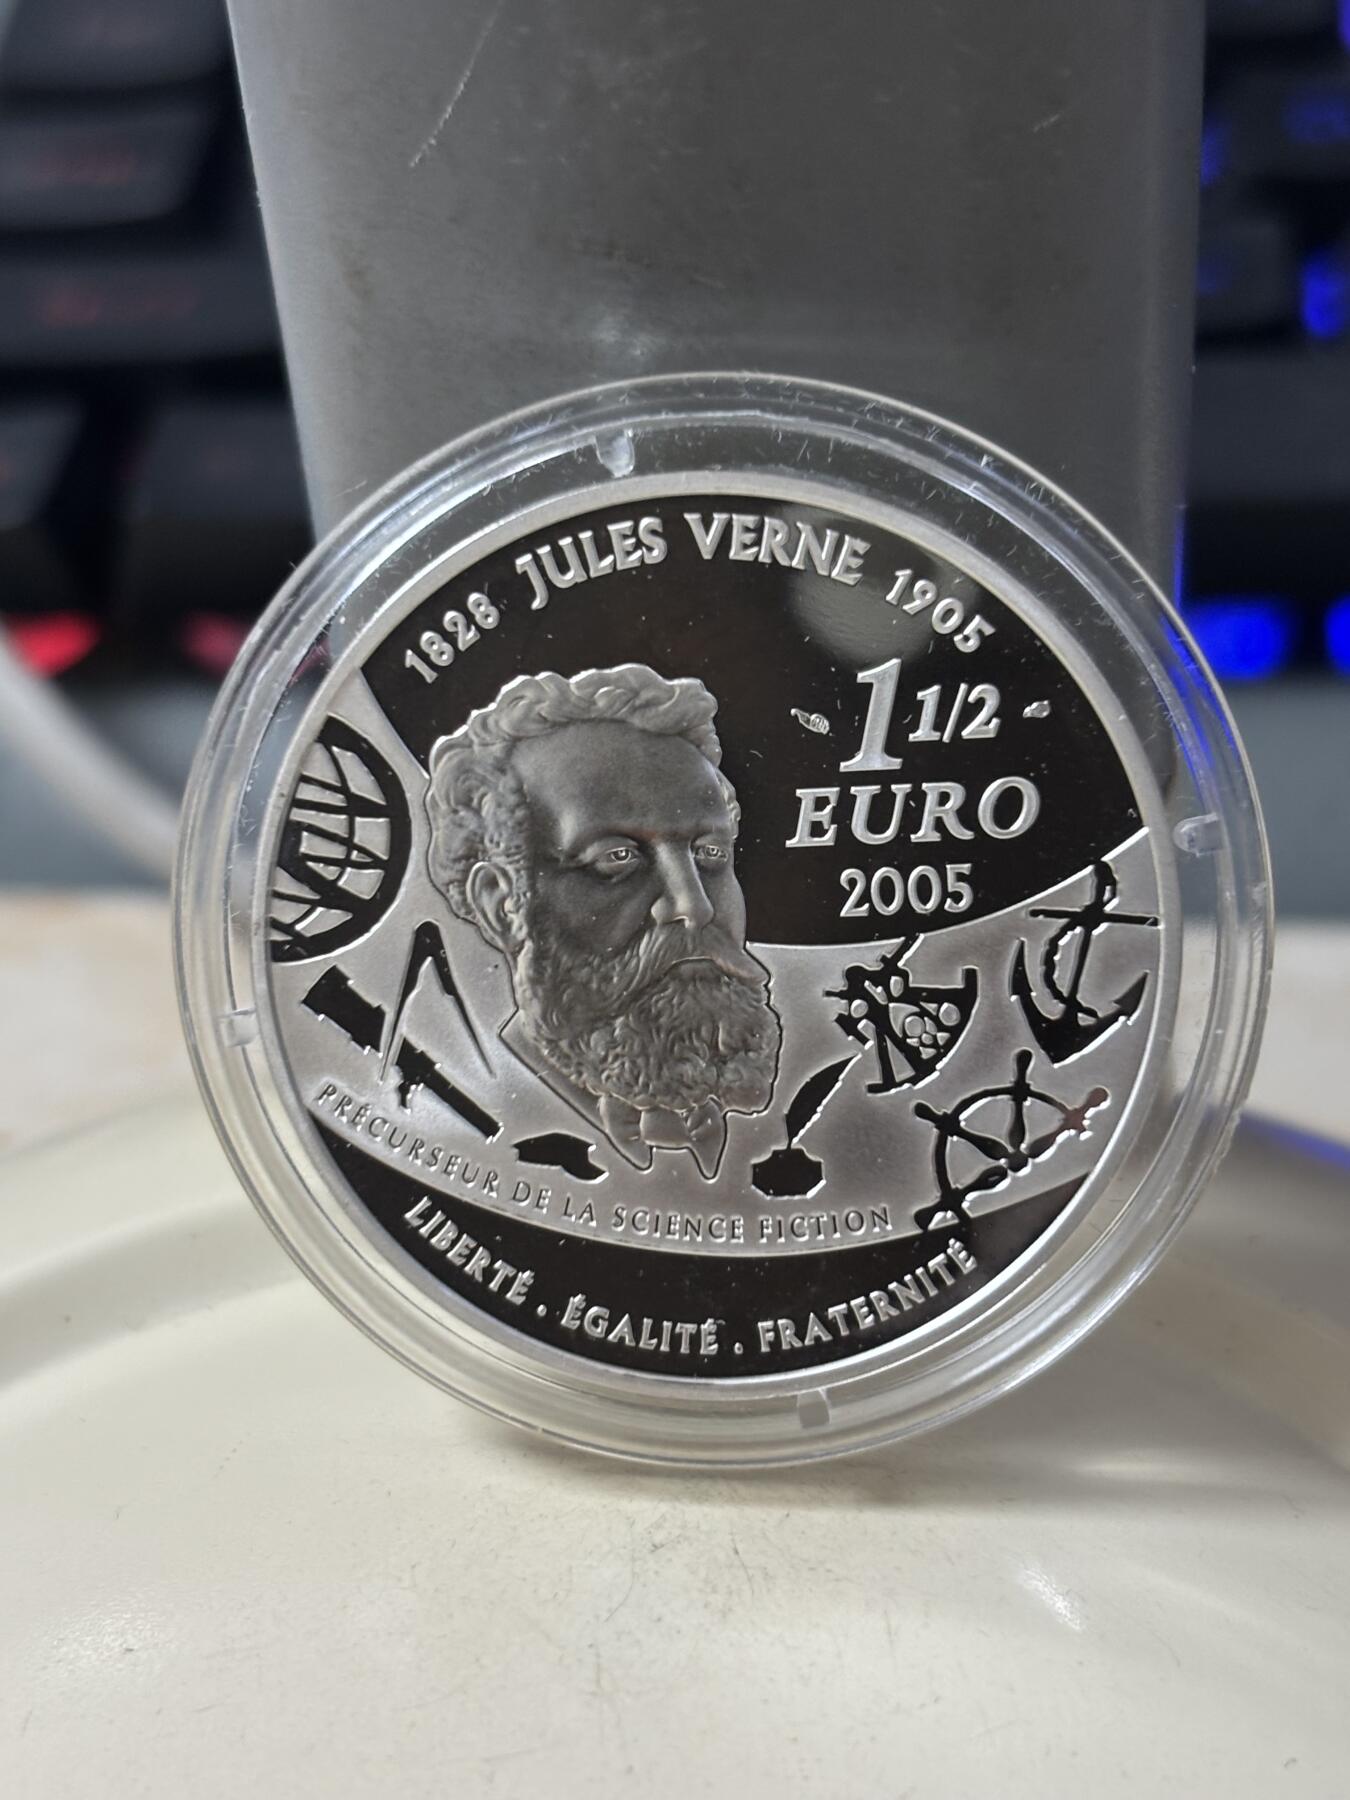 1828 JULES VERNE 1905
1 1/2
EURO
2005
PRÉCURSEUR DE LA SCIENCE FICTION
LIBERTÉ . ÉGALITÉ . FRATERNITÉ